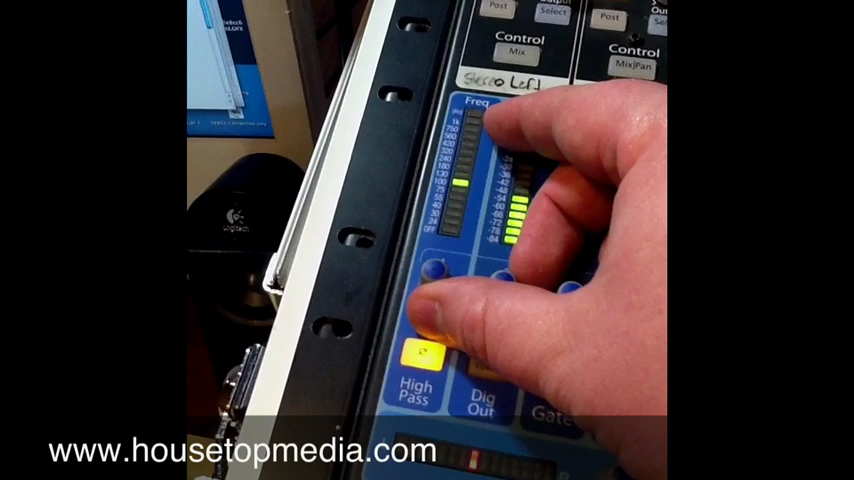 Post
Select
Post
Control
Mix
Control
Mix|Pan
Stereo Left
Freq
1k
750
560
420
320
240
180
130
100
75
55
40
30
24
OFF
-24
-30
-36
-42
-48
-54
-60
-66
-72
-78
-84
Logitech
Ø
High
Pass
Dig
Out
Gate
www.housetopmedia.com